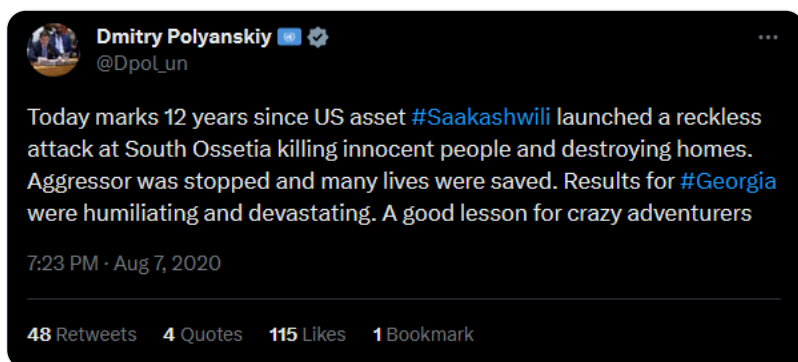 Dmitry Polyanskiy
@Dpol_un
Today marks 12 years since US asset #Saakashwili launched a reckless
attack at South Ossetia killing innocent people and destroying homes.
Aggressor was stopped and many lives were saved. Results for #Georgia
were humiliating and devastating. A good lesson for crazy adventurers
7:23 PM · Aug 7, 2020
48 Retweets 4 Quotes 115 Likes 1 Bookmark